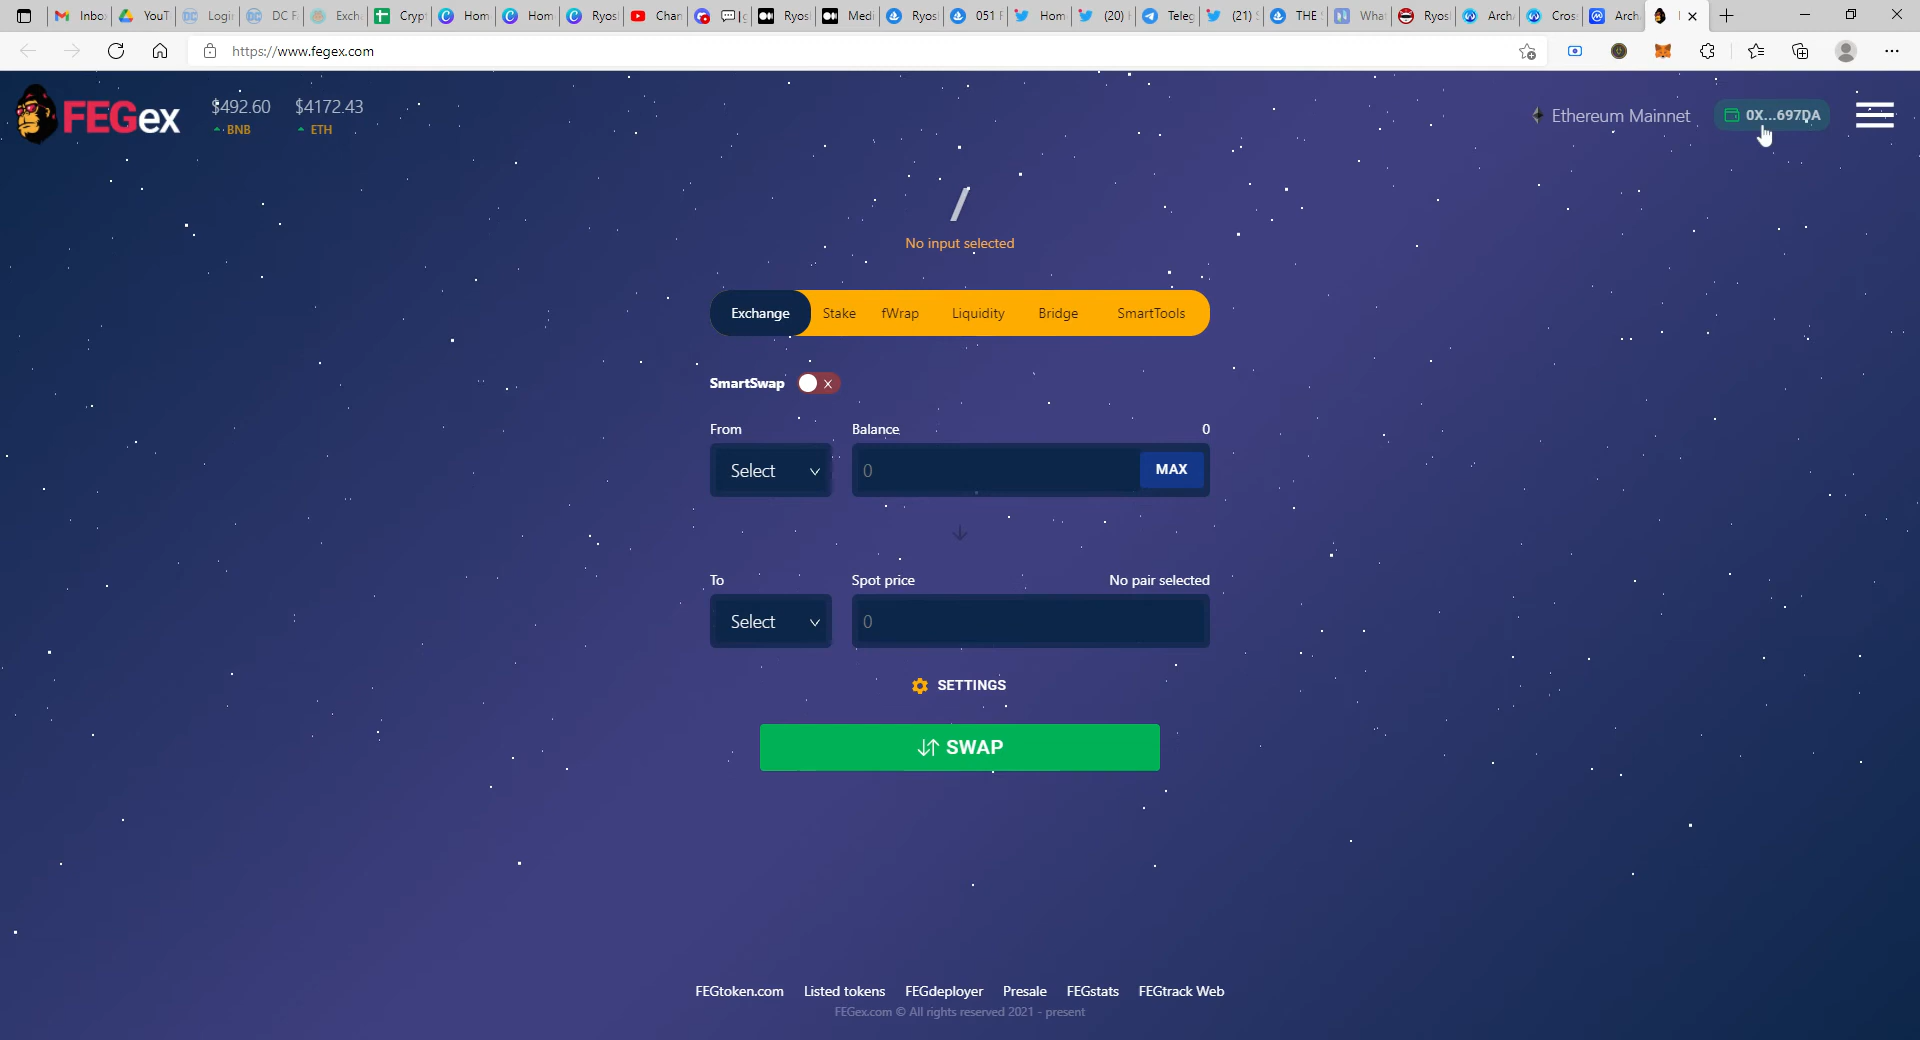 Inbo
YouT
Logi
DC F
Exch
Cryp
Hom
Hom
Ryos
Chan
Ryos
Medi
Ryos
051 F
Hom
(20)
Teleg
(21)
THE
What
Ryos
Arch
Cros
Arch
https://www.fegex.com
FEGex
$492.60 $4172.43
BNB ETH
Ethereum Mainnet
0X...697DA
/
No input selected
Exchange Stake fWrap Liquidity Bridge SmartTools
SmartSwap X
From Balance 0
Select 0 MAX
To Spot price No pair selected
Select 0
SETTINGS
SWAP
FEGtoken.com Listed tokens FEGdeployer Presale FEGstats FEGtrack Web
FEGex.com © All rights reserved 2021 - present